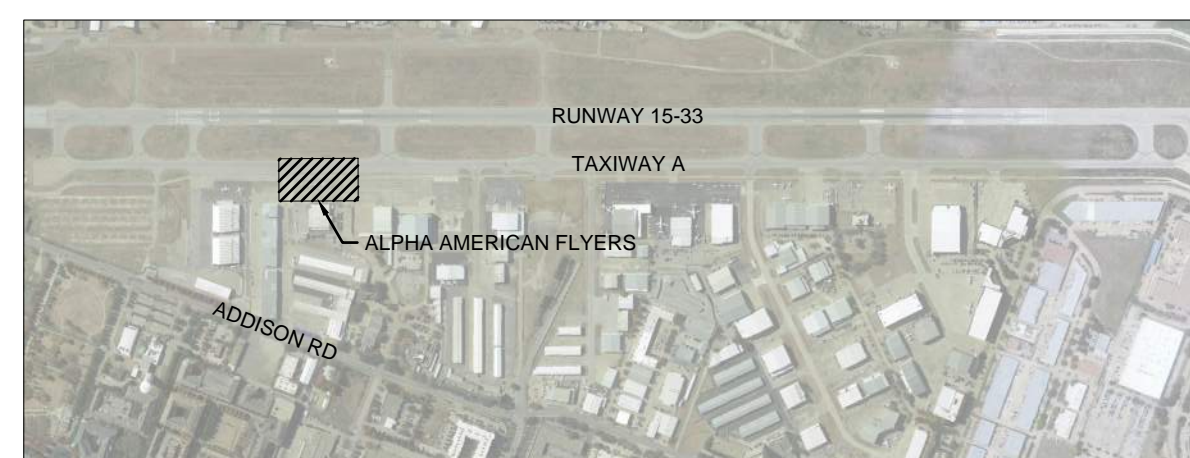 RUNWAY 15-33
TAXIWAY A
ALPHA AMERICAN FLYERS
ADDISON RD